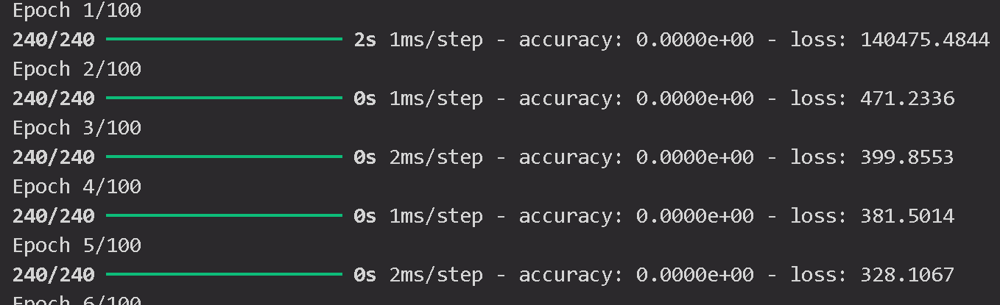 Epoch 1/100
240/240 2s 1ms/step - accuracy: 0.0000e+00 - loss: 140475.4844
Epoch 2/100
240/240 0s 1ms/step - accuracy: 0.0000e+00 - loss: 471.2336
Epoch 3/100
240/240 0s 2ms/step - accuracy: 0.0000e+00 - loss: 399.8553
Epoch 4/100
240/240 0s 1ms/step - accuracy: 0.0000e+00 - loss: 381.5014
Epoch 5/100
240/240 0s 2ms/step - accuracy: 0.0000e+00 - loss: 328.1067
Epoch 6/100